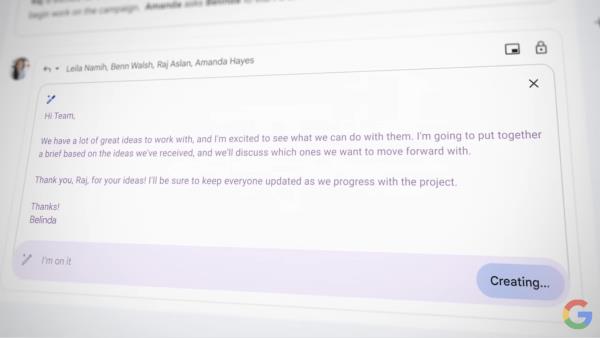 begin work on the campaign. Amanda asks Belinda to
Leila Namih, Benn Walsh, Raj Aslan, Amanda Hayes
Hi Team,
We have a lot of great ideas to work with, and I'm excited to see what we can do with them. I'm going to put together
a brief based on the ideas we've received, and we'll discuss which ones we want to move forward with.
Thank you, Raj, for your ideas! I'll be sure to keep everyone updated as we progress with the project.
Thanks!
Belinda
I'm on it
Creating...